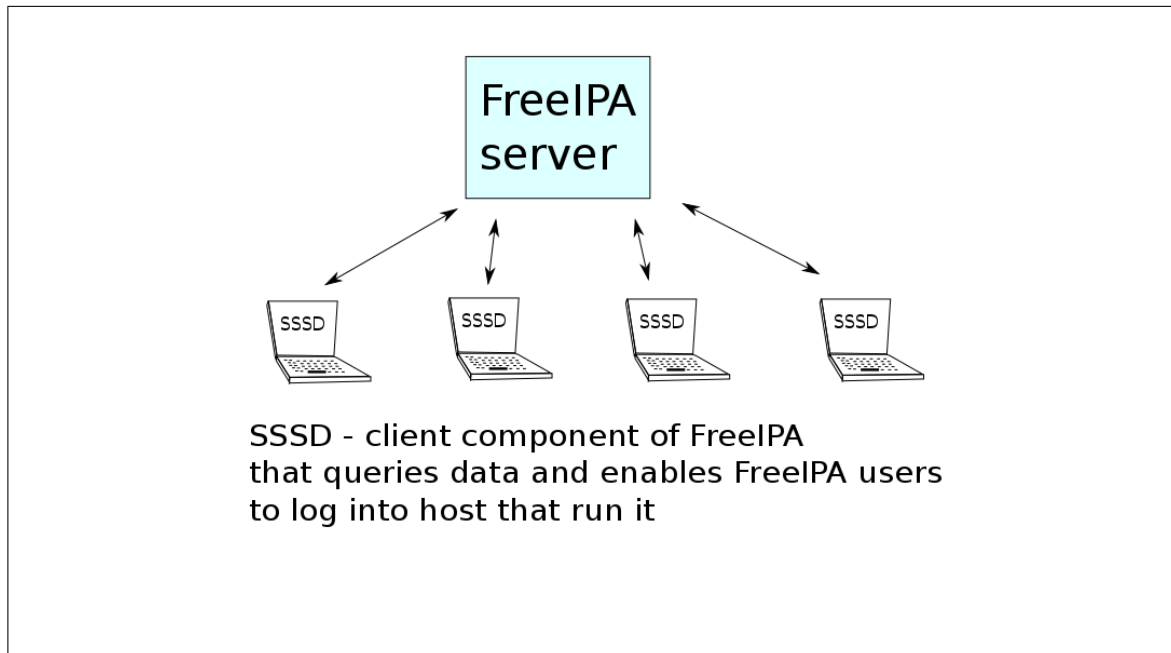 FreeIPA
server
SSSD
SSSD
SSSD
SSSD
SSSD - client component of FreeIPA
that queries data and enables FreeIPA users
to log into host that run it